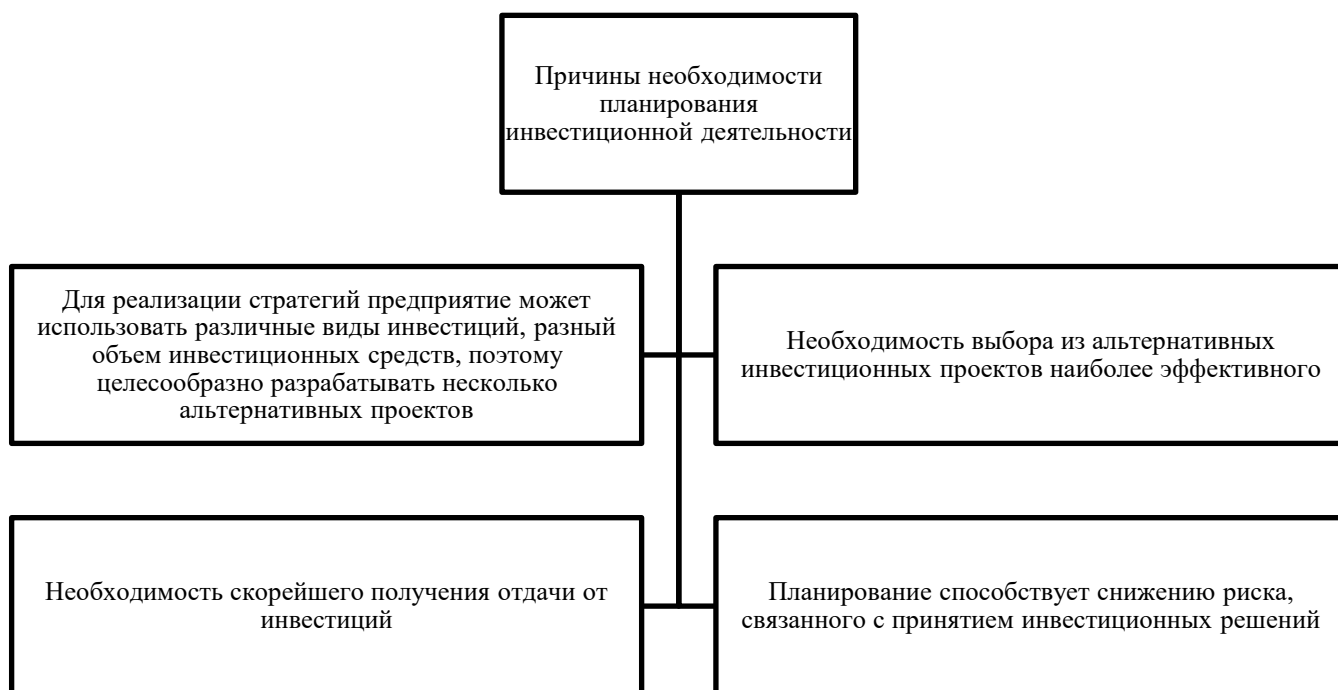 Причины необходимости
планирования
инвестиционной деятельности
Для реализации стратегий предприятие может
использовать различные виды инвестиций, разный
объем инвестиционных средств, поэтому
целесообразно разрабатывать несколько
альтернативных проектов
Необходимость выбора из альтернативных
инвестиционных проектов наиболее эффективного
Необходимость скорейшего получения отдачи от
инвестиций
Планирование способствует снижению риска,
связанного с принятием инвестиционных решений